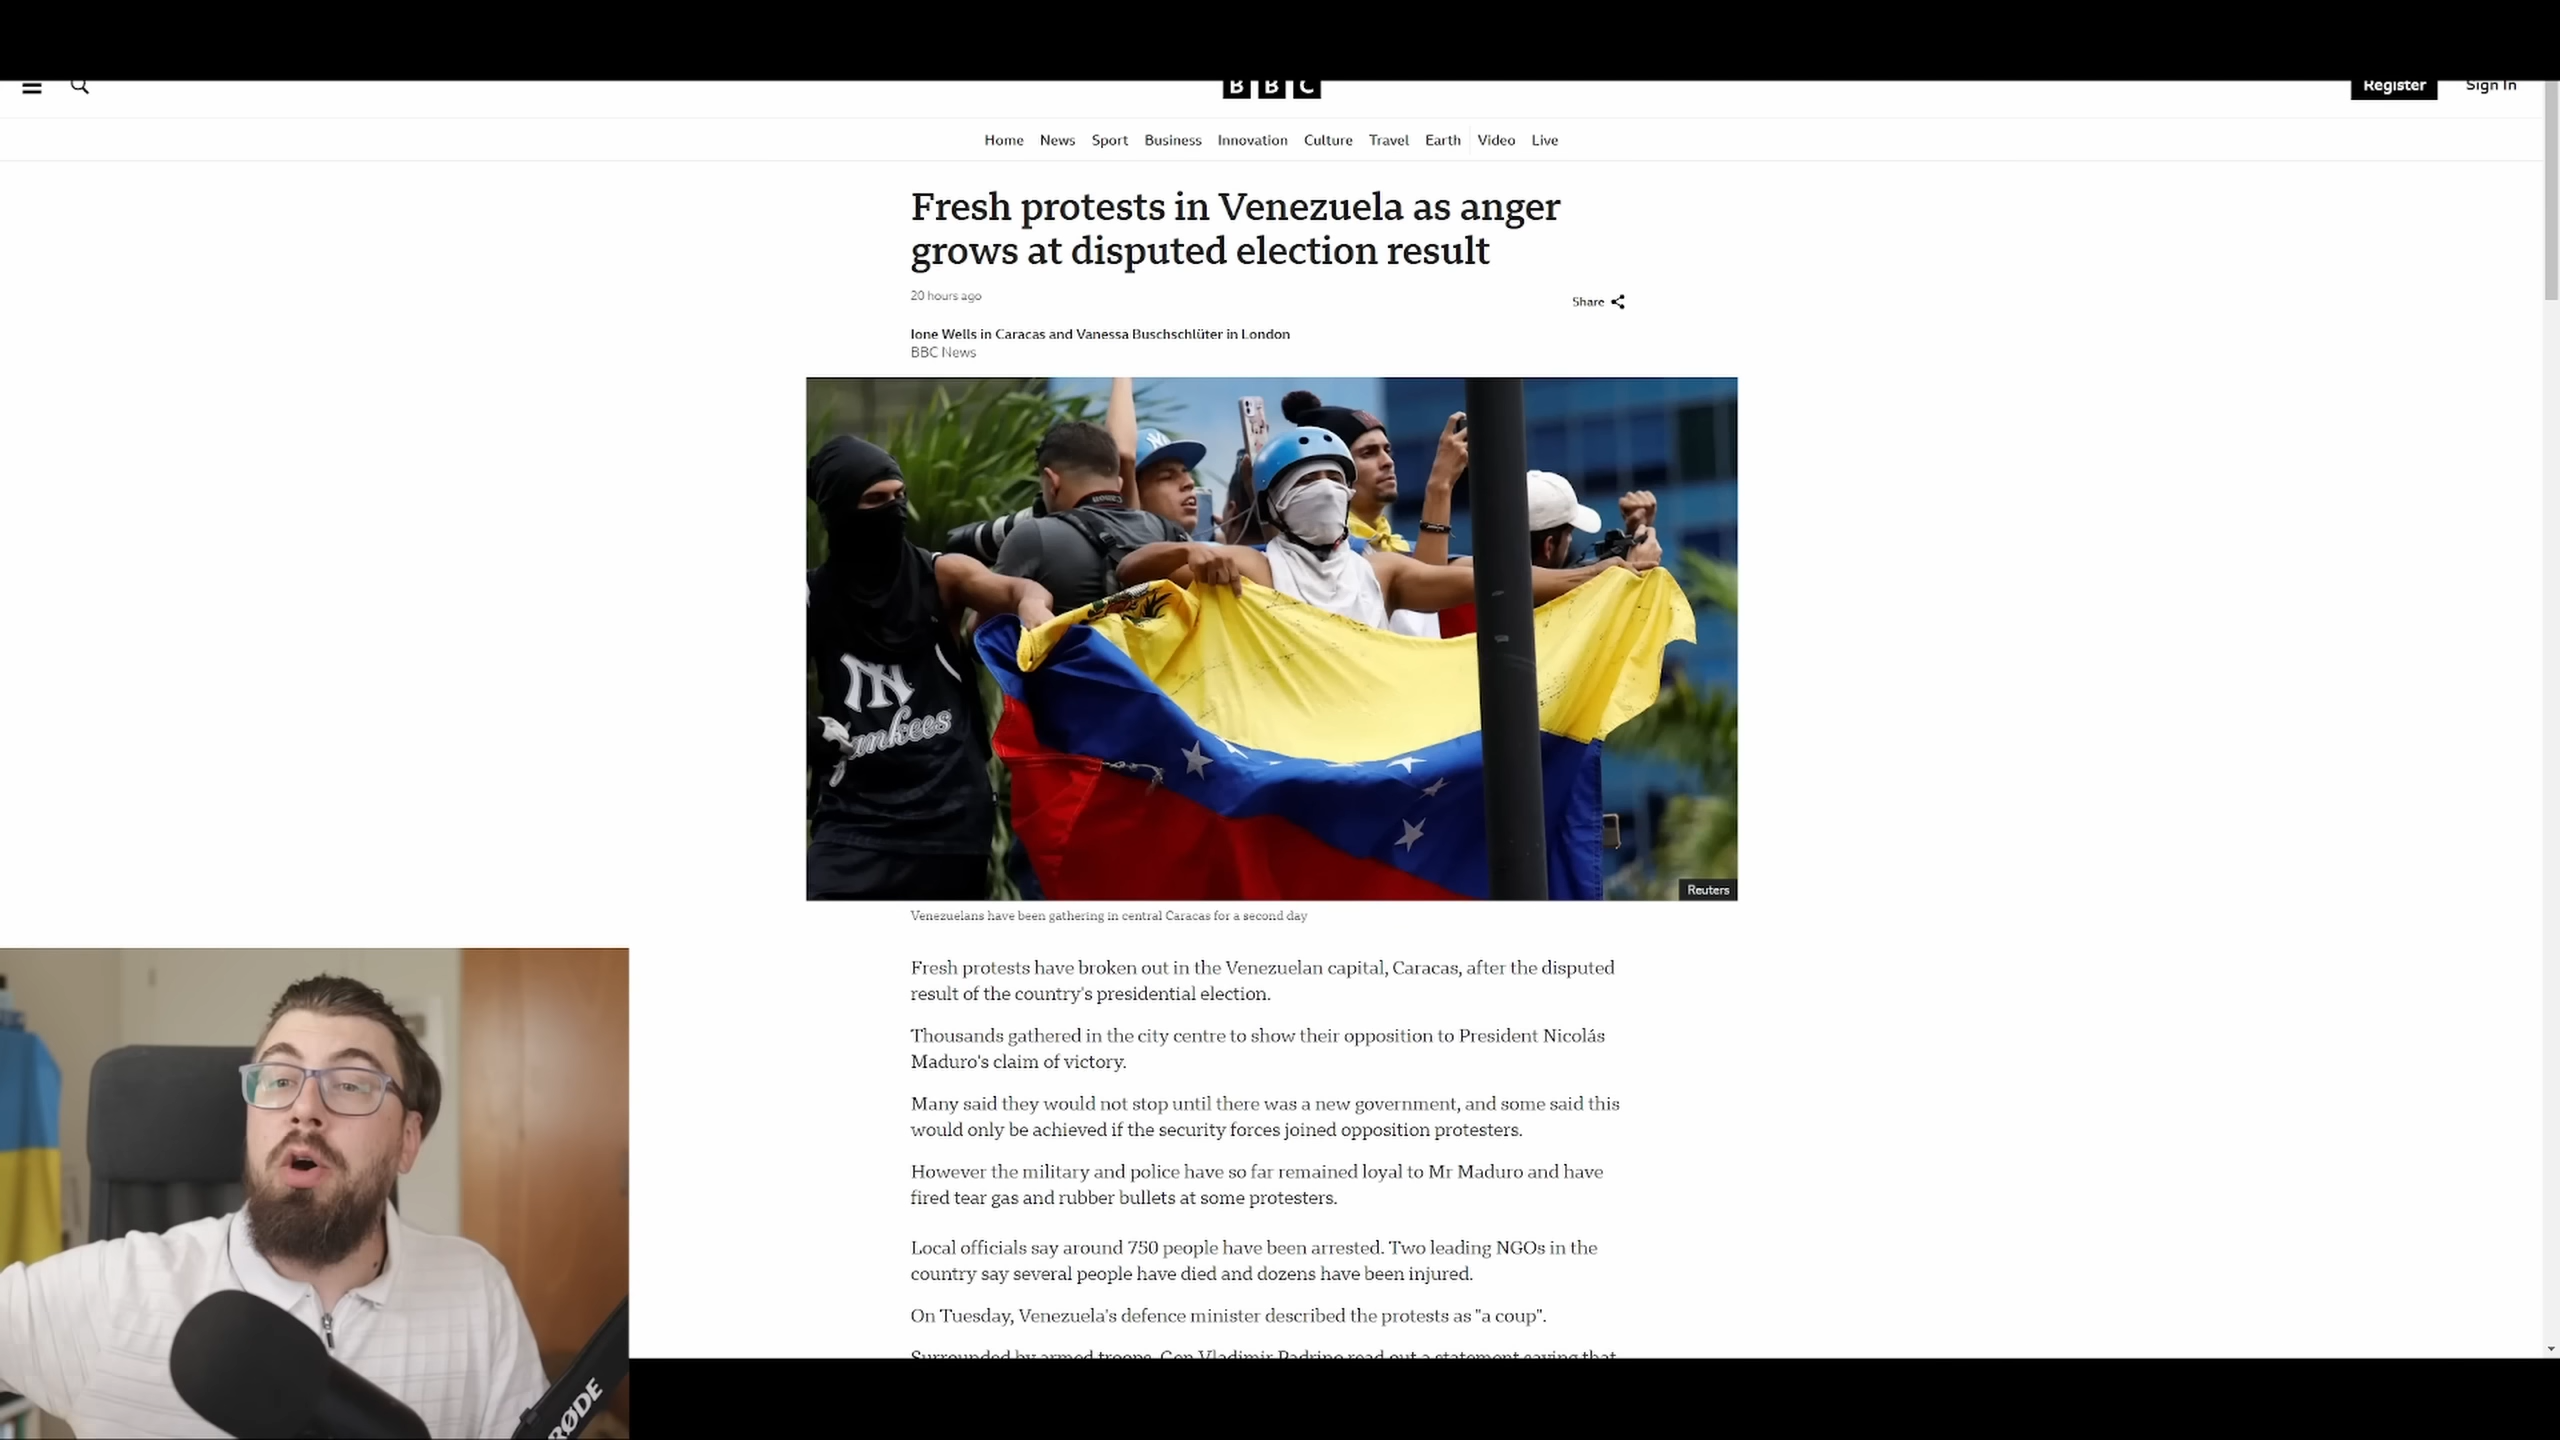 BBC
Register
Sign In
Home News Sport Business Innovation Culture Travel Earth Video Live
Fresh protests in Venezuela as anger
grows at disputed election result
20 hours ago
Share
Ione Wells in Caracas and Vanessa Buschschlüter in London
BBC News
NY
Yankees
Reuters
Venezuelans have been gathering in central Caracas for a second day
Fresh protests have broken out in the Venezuelan capital, Caracas, after the disputed
result of the country's presidential election.
Thousands gathered in the city centre to show their opposition to President Nicolás
Maduro's claim of victory.
Many said they would not stop until there was a new government, and some said this
would only be achieved if the security forces joined opposition protesters.
However the military and police have so far remained loyal to Mr Maduro and have
fired tear gas and rubber bullets at some protesters.
Local officials say around 750 people have been arrested. Two leading NGOs in the
country say several people have died and dozens have been injured.
On Tuesday, Venezuela's defence minister described the protests as "a coup".
Surrounded by armed troops, Gen Vladimir Padrino read out a statement saying that
RØDE